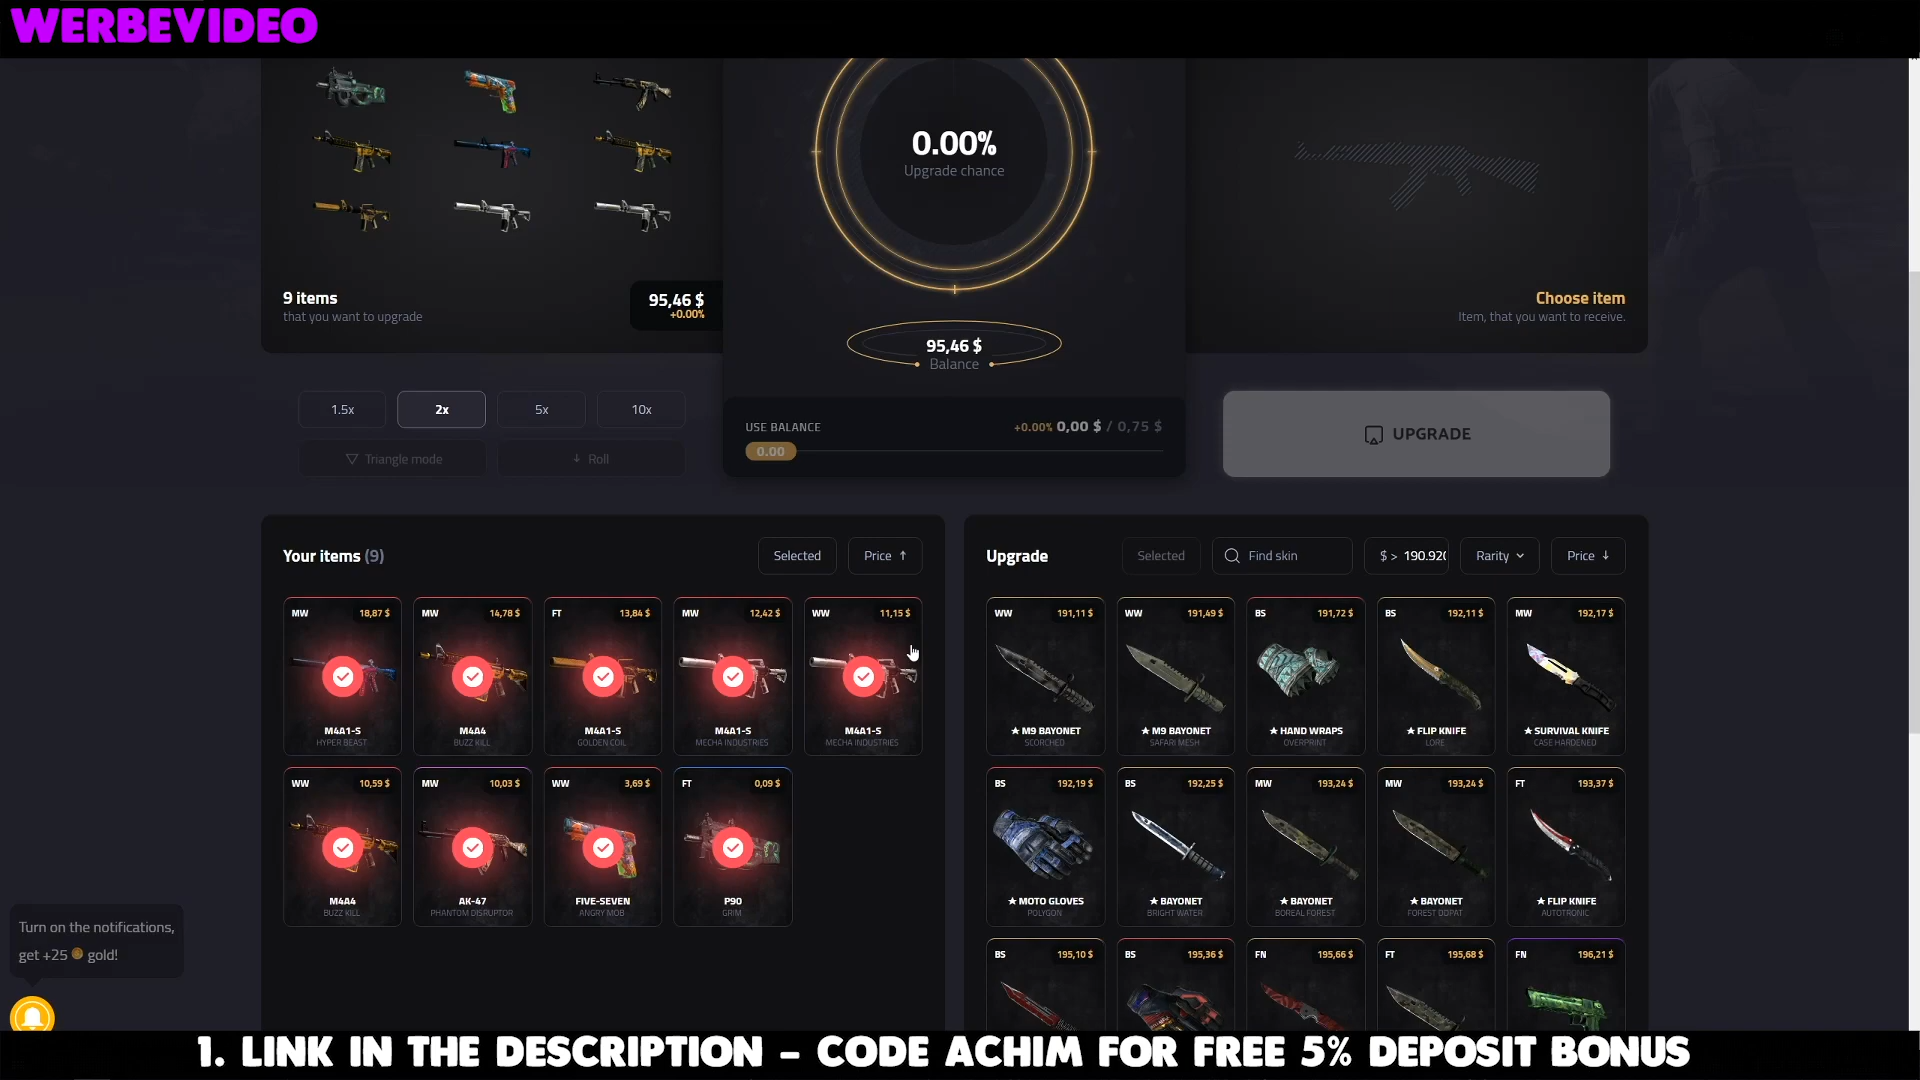 WERBEVIDEO
0.00%
Upgrade chance
9 items
that you want to upgrade
95,46 $
+0.00%
Choose item
Item, that you want to receive.
95,46 $
Balance
1.5x
2x
5x
10x
Triangle mode
Roll
USE BALANCE
+0.00% 0,00 $ / 0,75 $
0.00
UPGRADE
Your items (9)
Selected
Price
Upgrade
Selected
Find skin
$ > 190.920
Rarity
Price
MW 18,87 $
M4A1-S
HYPER BEAST
MW 14,78 $
M4A4
BUZZ KILL
FT 13,84 $
M4A1-S
GOLDEN COIL
MW 12,42 $
M4A1-S
MECHA INDUSTRIES
WW 11,15 $
M4A1-S
MECHA INDUSTRIES
WW 10,59 $
M4A4
BUZZ KILL
MW 10,03 $
AK-47
PHANTOM DISRUPTOR
WW 3,69 $
FIVE-SEVEN
ANGRY MOB
FT 0,09 $
P90
GRIM
WW 191,11 $
★ M9 BAYONET
SCORCHED
WW 191,49 $
★ M9 BAYONET
SAFARI MESH
BS 191,72 $
★ HAND WRAPS
OVERPRINT
BS 192,11 $
★ FLIP KNIFE
LORE
MW 192,17 $
★ SURVIVAL KNIFE
CASE HARDENED
BS 192,19 $
★ MOTO GLOVES
POLYGON
BS 192,25 $
★ BAYONET
BRIGHT WATER
MW 193,24 $
★ BAYONET
BOREAL FOREST
MW 193,24 $
★ BAYONET
FOREST DDPAT
FT 193,37 $
★ FLIP KNIFE
AUTOTRONIC
BS 195,10 $
BS 195,36 $
FN 195,66 $
FT 195,68 $
FN 196,21 $
Turn on the notifications,
get +25 gold!
1. LINK IN THE DESCRIPTION – CODE ACHIM FOR FREE 5% DEPOSIT BONUS